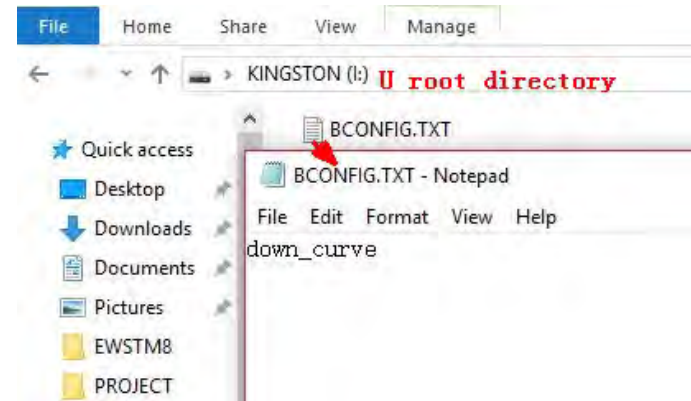 File Home Share View Manage
KINGSTON (I:) U root directory
BCONFIG.TXT
Quick access
BCONFIG.TXT - Notepad
Desktop
File Edit Format View Help
Downloads
down_curve
Documents
Pictures
EWSTM8
PROJECT